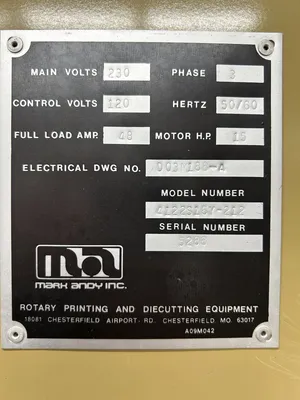 MAIN VOLTS 230 PHASE 3
CONTROL VOLTS 120 HERTZ 50/60
FULL LOAD AMP. 48 MOTOR H.P. 15
ELECTRICAL DWG NO.
MODEL NUMBER
SERIAL NUMBER
ma
mark andy inc.
ROTARY PRINTING AND DIECUTTING EQUIPMENT
18081 CHESTERFIELD AIRPORT RD. CHESTERFIELD, MO. 63017
A09M042